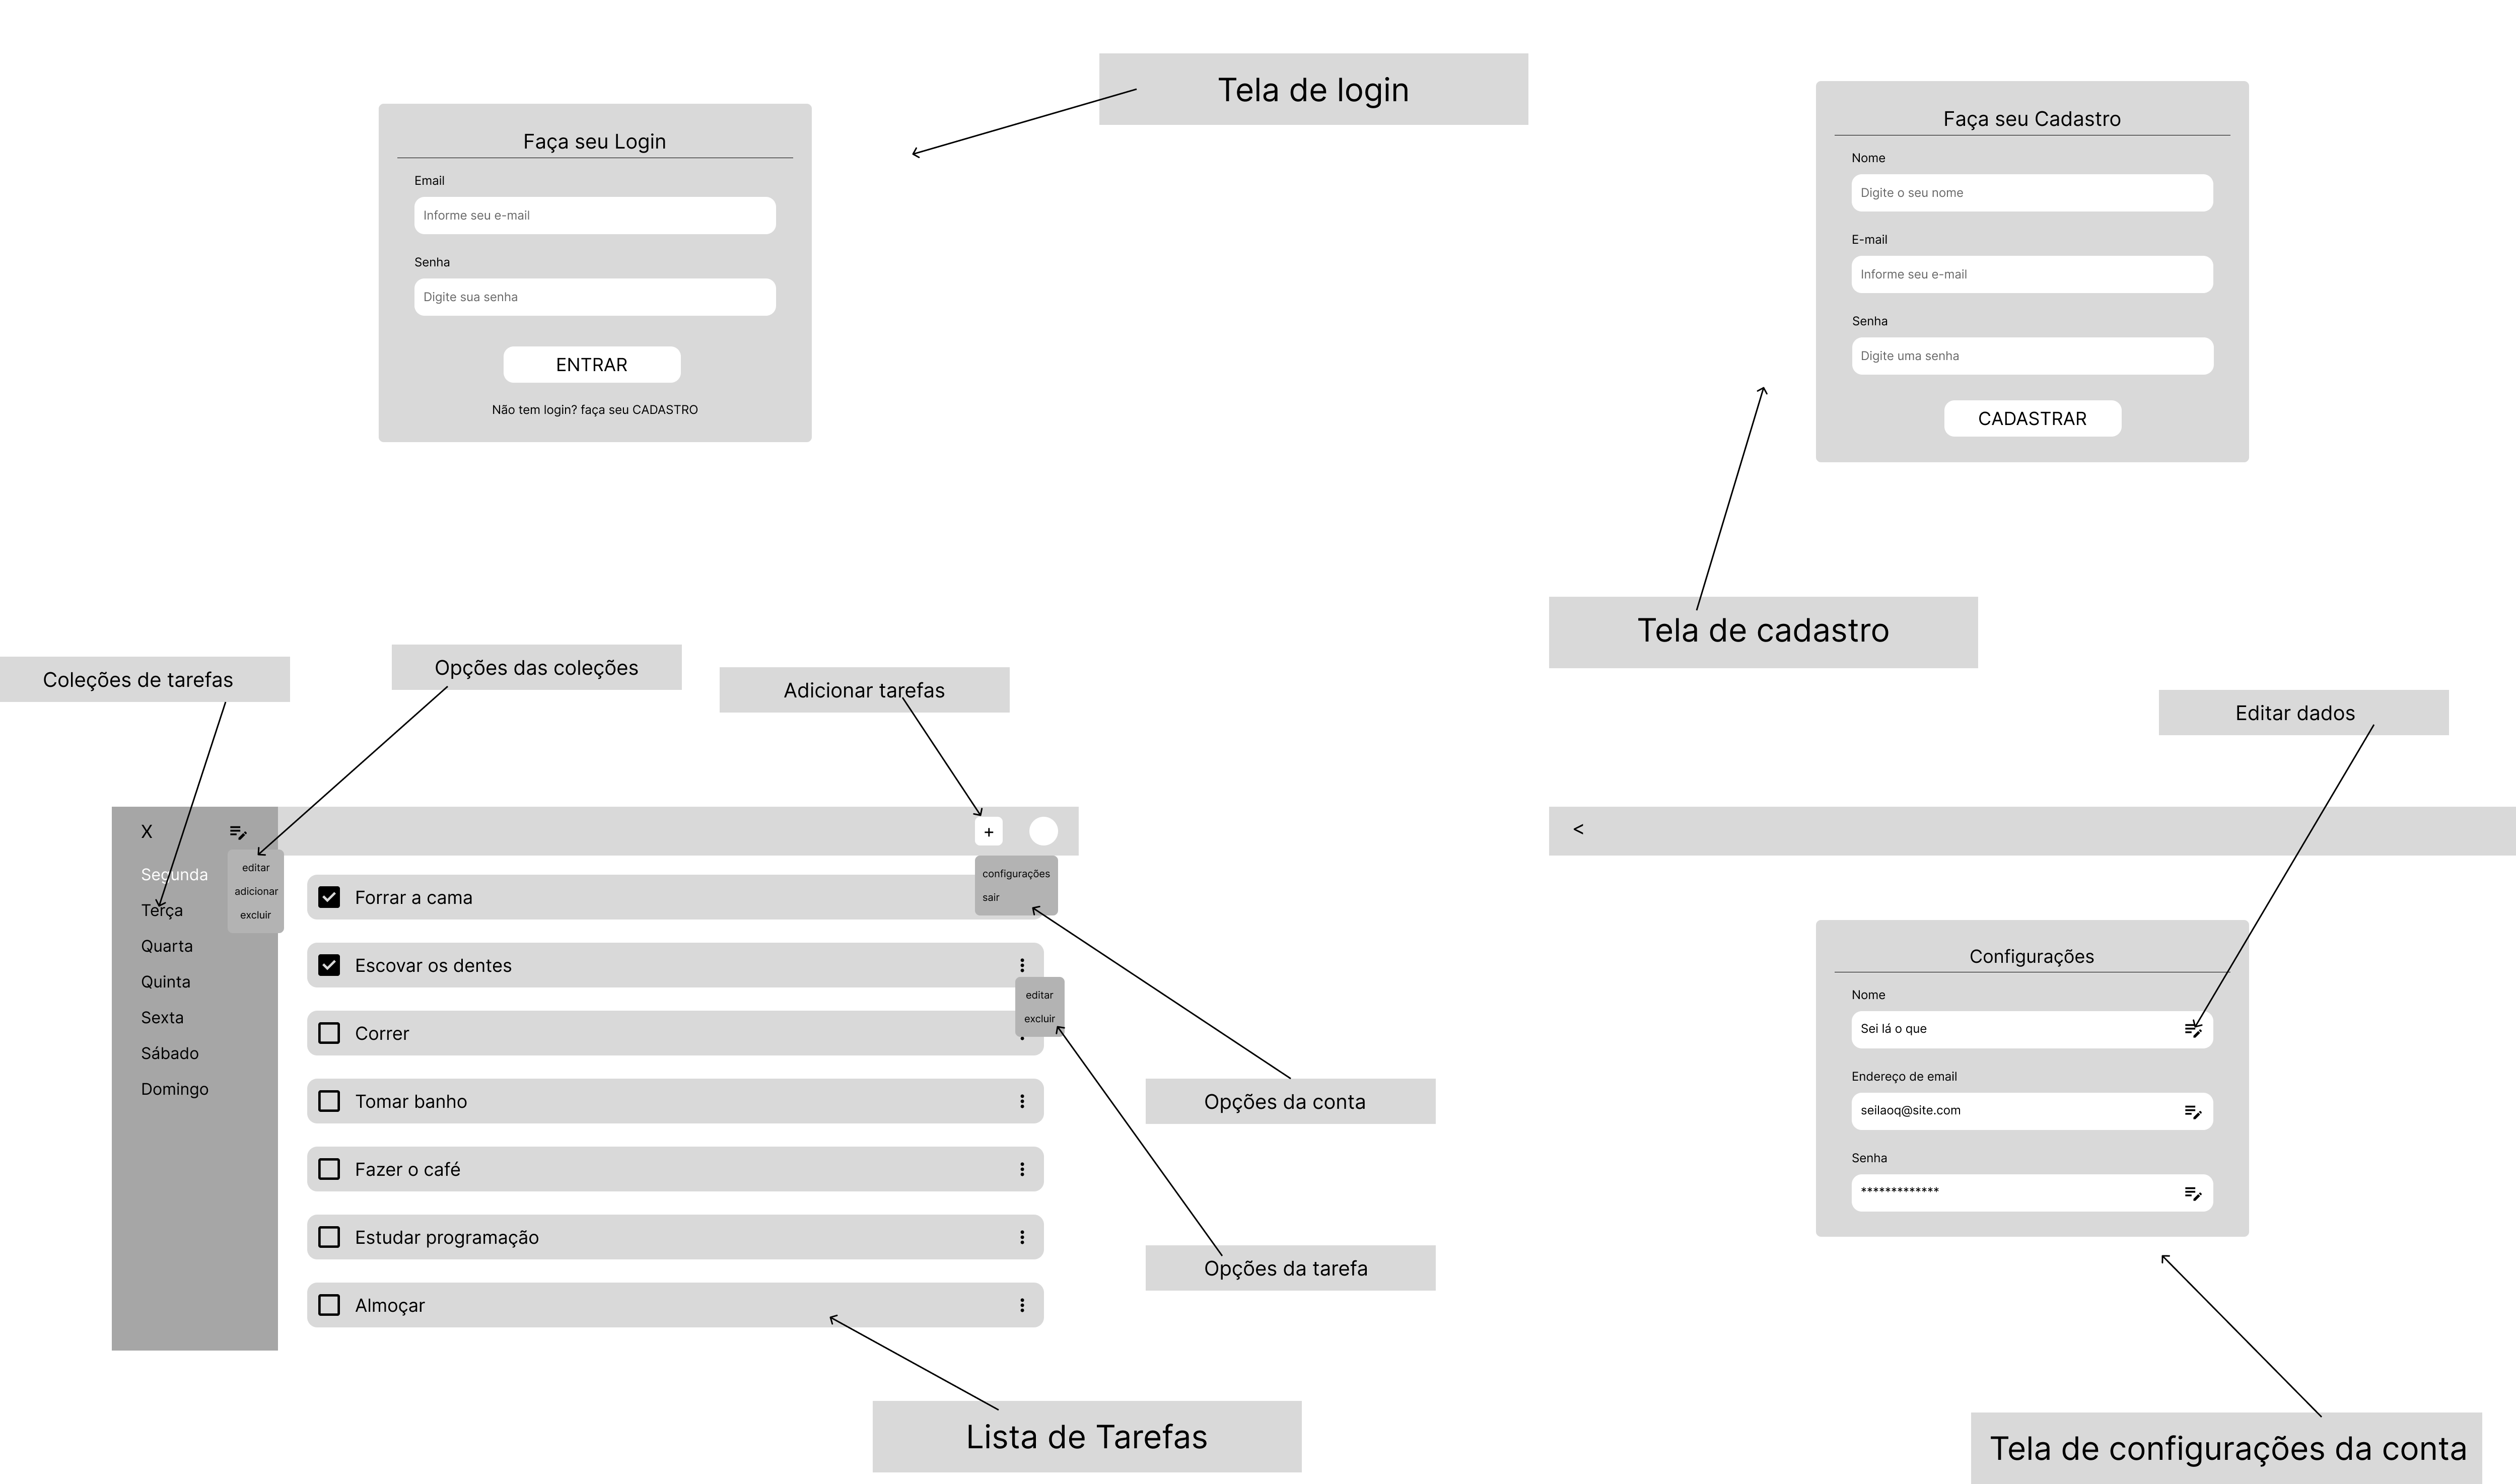 Tela de login
Faça seu Login
Email
Informe seu e-mail
Senha
Digite sua senha
ENTRAR
Não tem login? faça seu CADASTRO
Faça seu Cadastro
Nome
Digite o seu nome
E-mail
Informe seu e-mail
Senha
Digite uma senha
CADASTRAR
Tela de cadastro
Coleções de tarefas
Opções das coleções
Adicionar tarefas
X
+
Segunda
Terça
Quarta
Quinta
Sexta
Sábado
Domingo
editar
adicionar
excluir
configurações
sair
Forrar a cama
Escovar os dentes
editar
excluir
Correr
Tomar banho
Fazer o café
Estudar programação
Almoçar
Opções da conta
Opções da tarefa
Lista de Tarefas
Editar dados
<
Configurações
Nome
Sei lá o que
Endereço de email
seilaoq@site.com
Senha
*************
Tela de configurações da conta